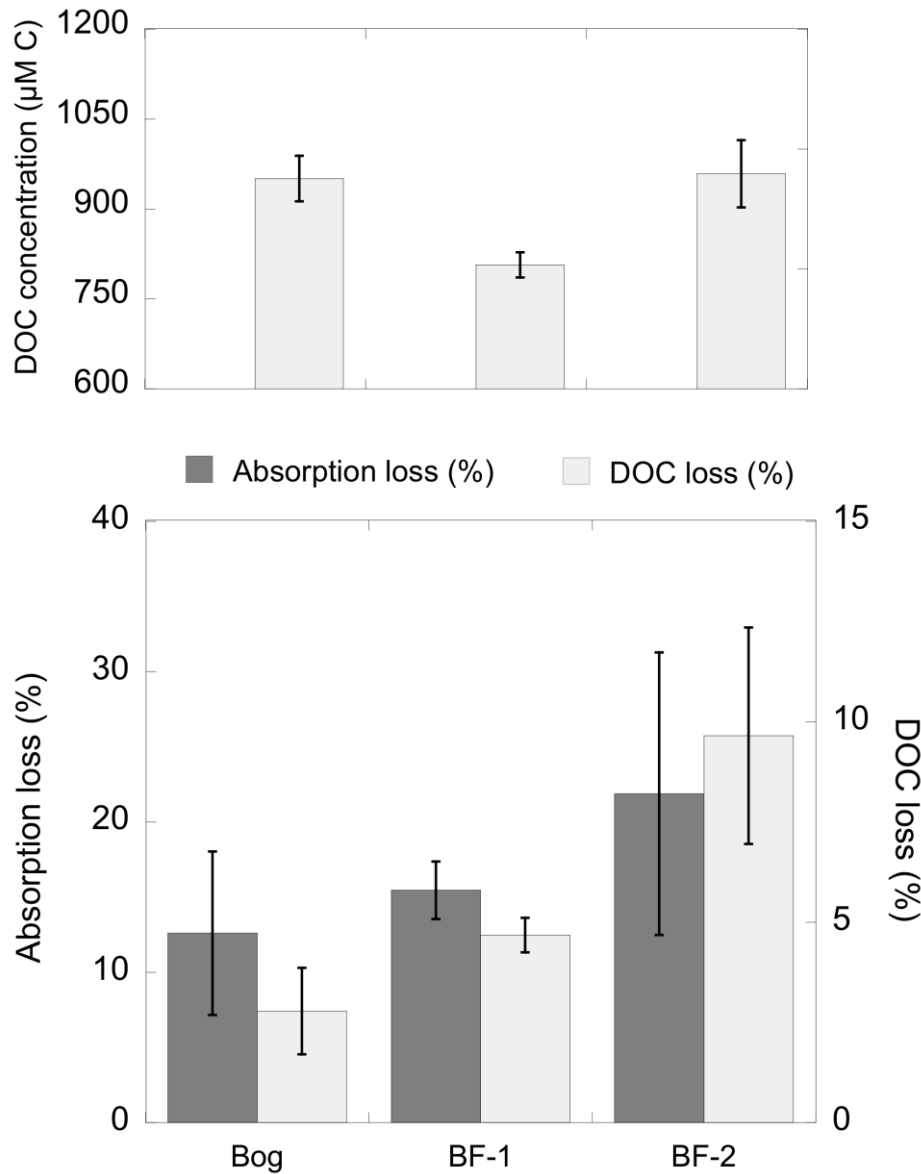 DOC concentration (µM C)
1200
1050
900
750
600
Absorption loss (%)
DOC loss (%)
Absorption loss (%)
40
30
20
10
0
15
10
5
0
DOC loss (%)
Bog
BF-1
BF-2